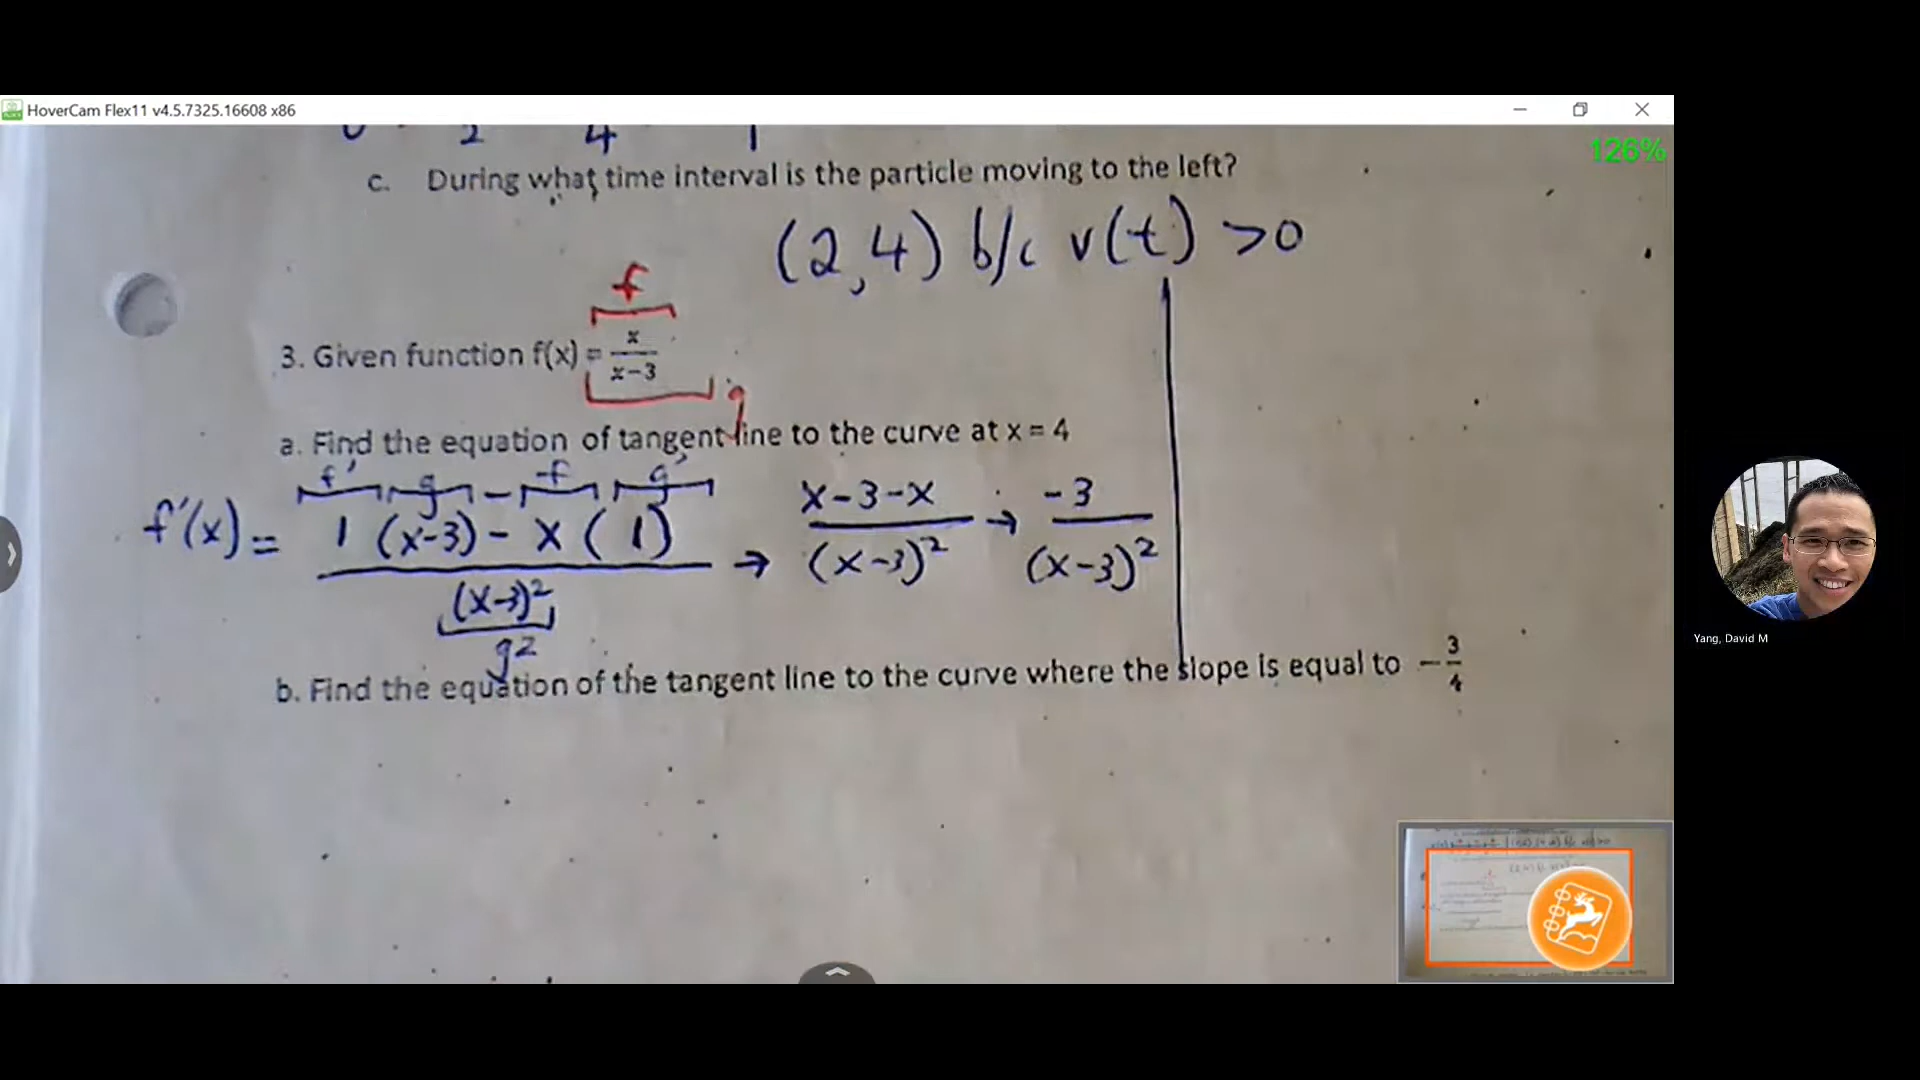 HoverCam Flex11 v4.5.7325.16608 x86
126%
2 4 1
c. During what time interval is the particle moving to the left?
(2,4) b/c v(t) >0
f
3. Given function f(x) = x/x-3
g
a. Find the equation of tangent line to the curve at x = 4
f' g - f g'
f'(x) = 1 (x-3) - x (1) / (x-3)² → x-3-x / (x-3)² → -3 / (x-3)²
g²
b. Find the equation of the tangent line to the curve where the slope is equal to -3/4
Yang, David M